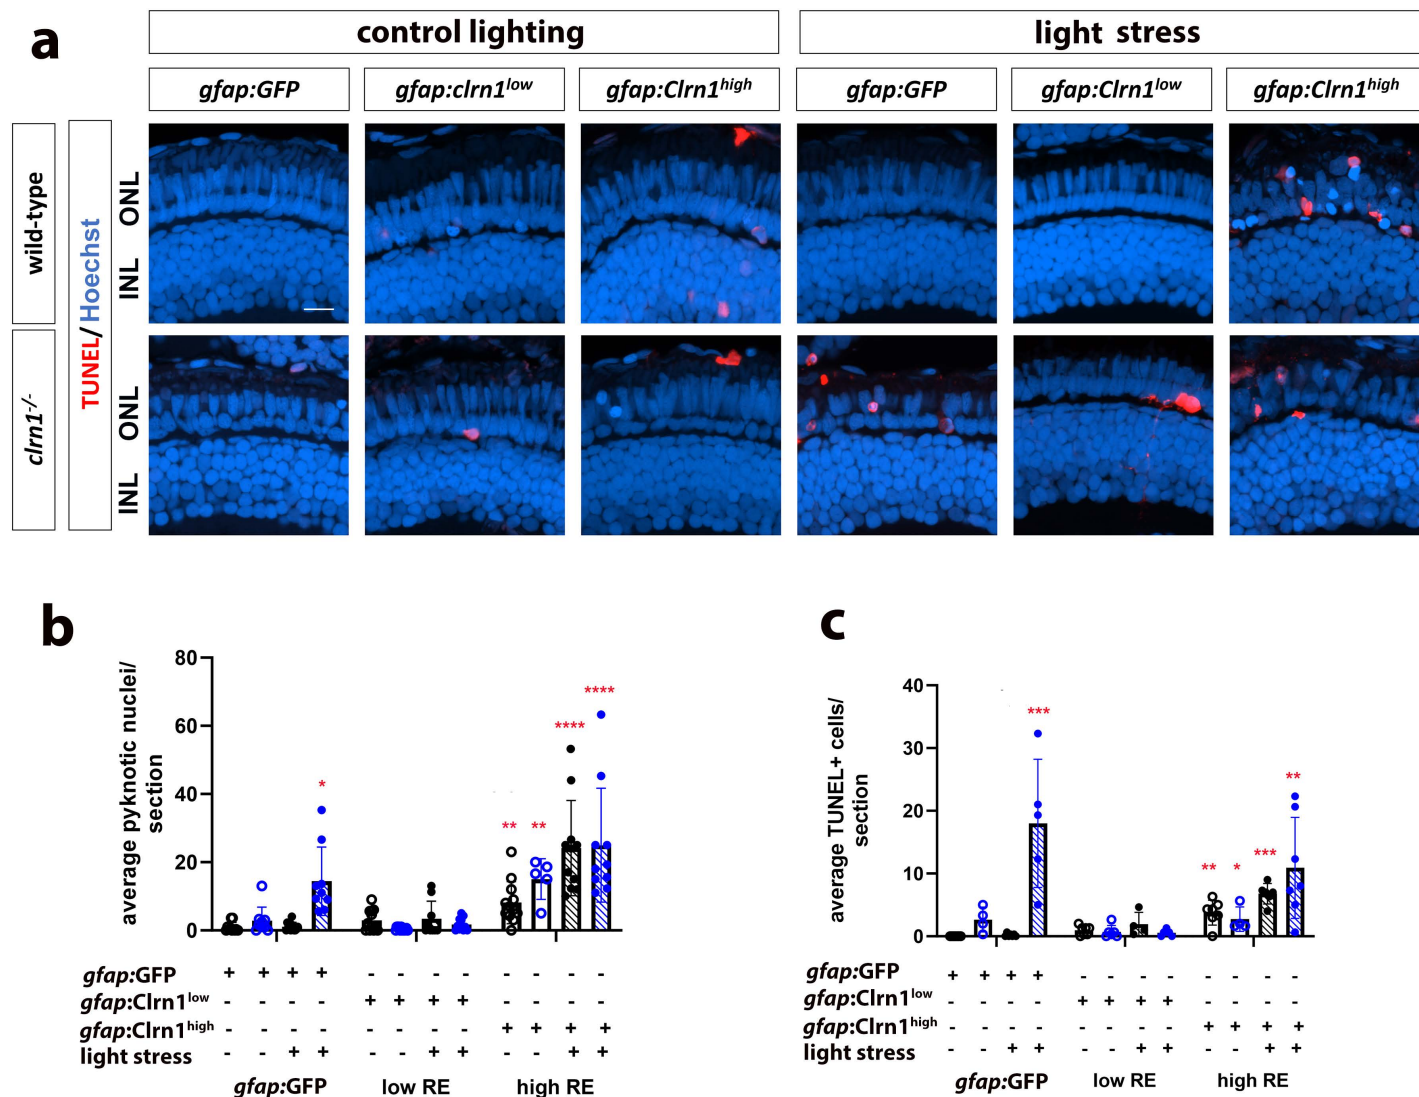 a
control lighting
light stress
gfap:GFP
gfap:clrn1low
gfap:Clrn1high
gfap:GFP
gfap:Clrn1low
gfap:Clrn1high
wild-type
clrn1-/-
TUNEL/Hoechst
ONL
INL
ONL
INL
b
average pyknotic nuclei/
section
80
60
40
20
0
*
**
**
****
****
gfap:GFP + + + + - - - - - - - -
gfap:Clrn1low - - - - + + + + - - - -
gfap:Clrn1high - - - - - - - - + + + +
light stress - - + + - - + + - - + +
gfap:GFP
low RE
high RE
c
average TUNEL+ cells/
section
40
30
20
10
0
***
**
*
***
**
gfap:GFP + + + + - - - - - - - -
gfap:Clrn1low - - - - + + + + - - - -
gfap:Clrn1high - - - - - - - - + + + +
light stress - - + + - - + + - - + +
gfap:GFP
low RE
high RE